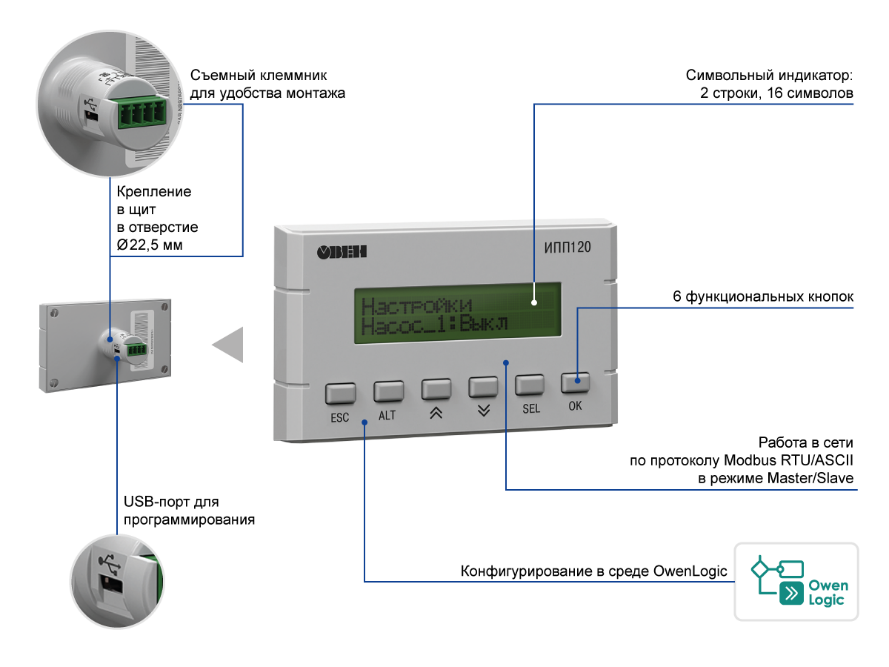 Съемный клеммник
для удобства монтажа
Символьный индикатор:
2 строки, 16 символов
Крепление
в щит
в отверстие
Ø22,5 мм
ОВЕН
ИПП120
Настройки
Насос_1:Выкл
6 функциональных кнопок
ESC
ALT
SEL
OK
Работа в сети
по протоколу Modbus RTU/ASCII
в режиме Master/Slave
USB-порт для
программирования
Конфигурирование в среде OwenLogic
Owen
Logic